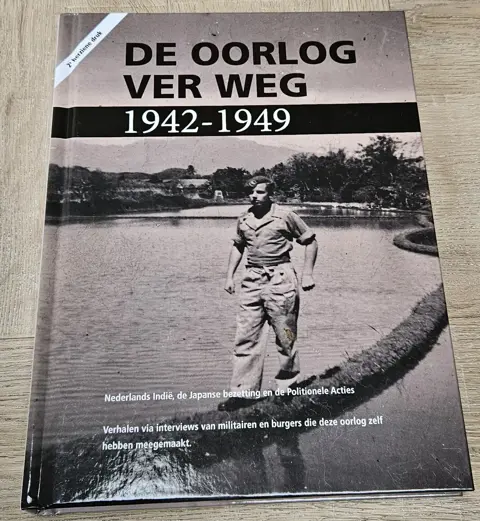 2e herziene druk
DE OORLOG
VER WEG
1942-1949
Nederlands Indië, de Japanse bezetting en de Politionele Acties
Verhalen via interviews van militairen en burgers die deze oorlog zelf
hebben meegemaakt.